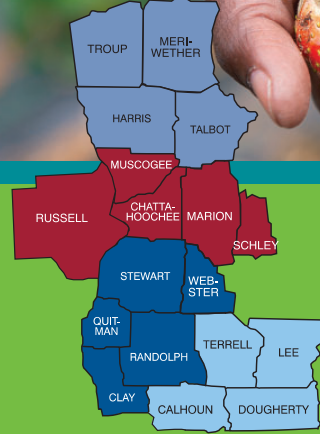 TROUP
MERI-
WETHER
HARRIS
TALBOT
MUSCOGEE
RUSSELL
CHATTA-
HOOCHEE
MARION
SCHLEY
STEWART
WEB-
STER
QUIT-
MAN
RANDOLPH
TERRELL
LEE
CLAY
CALHOUN
DOUGHERTY